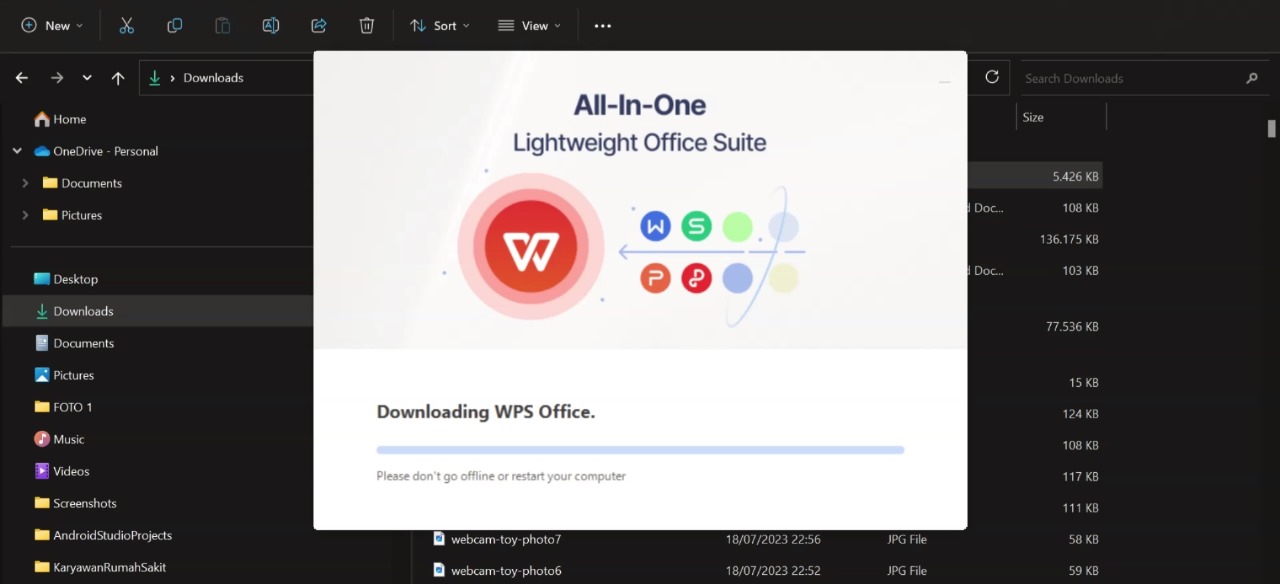 New
Sort
View
Downloads
Search Downloads
Home
OneDrive - Personal
Documents
Pictures
Desktop
Downloads
Documents
Pictures
FOTO 1
Music
Videos
Screenshots
AndroidStudioProjects
KaryawanRumahSakit
All-In-One
Lightweight Office Suite
W S
P
Downloading WPS Office.
Please don't go offline or restart your computer
Size
5.426 KB
d Doc... 108 KB
136.175 KB
d Doc... 103 KB
77.536 KB
15 KB
124 KB
108 KB
117 KB
111 KB
webcam-toy-photo7 18/07/2023 22:56 JPG File 58 KB
webcam-toy-photo6 18/07/2023 22:52 JPG File 59 KB